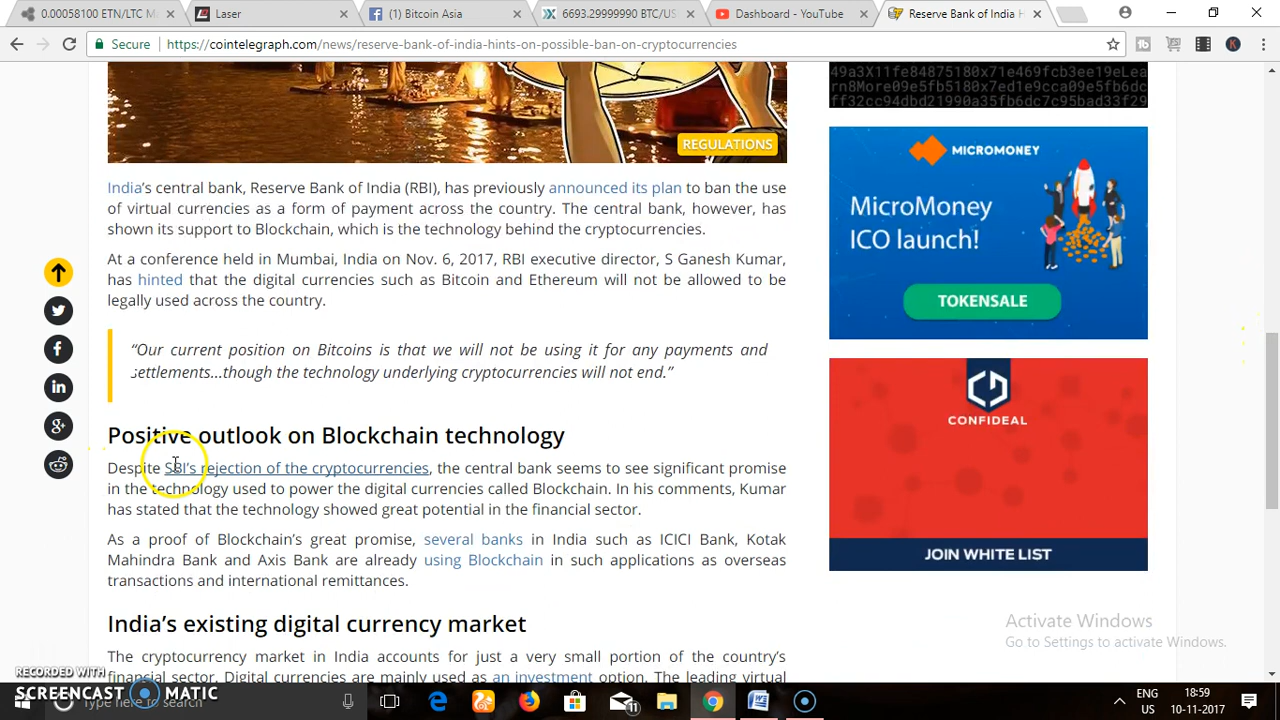 0.00058100 ETN/LTC M
Laser
(1) Bitcoin Asia
6693.29999990 BTC/US
Dashboard - YouTube
Reserve Bank of India H
Secure
https://cointelegraph.com/news/reserve-bank-of-india-hints-on-possible-ban-on-cryptocurrencies
K
REGULATIONS
India's central bank, Reserve Bank of India (RBI), has previously announced its plan to ban the use
of virtual currencies as a form of payment across the country. The central bank, however, has
shown its support to Blockchain, which is the technology behind the cryptocurrencies.
At a conference held in Mumbai, India on Nov. 6, 2017, RBI executive director, S Ganesh Kumar,
has hinted that the digital currencies such as Bitcoin and Ethereum will not be allowed to be
legally used across the country.
“Our current position on Bitcoins is that we will not be using it for any payments and
settlements...though the technology underlying cryptocurrencies will not end.”
Positive outlook on Blockchain technology
Despite SBI's rejection of the cryptocurrencies, the central bank seems to see significant promise
in the technology used to power the digital currencies called Blockchain. In his comments, Kumar
has stated that the technology showed great potential in the financial sector.
As a proof of Blockchain's great promise, several banks in India such as ICICI Bank, Kotak
Mahindra Bank and Axis Bank are already using Blockchain in such applications as overseas
transactions and international remittances.
India's existing digital currency market
The cryptocurrency market in India accounts for just a very small portion of the country's
financial sector. Digital currencies are mainly used as an investment option. The leading virtual
49a3X11fe84875180x71e469fcb3ee19eLea
rn8More09e5fb6dc75180x7ed1e9cca09e5fb6dc
ff32cc94dbd21990a35fb6dc7c95bad33f29
MICROMONEY
MicroMoney
ICO launch!
TOKENSALE
CONFIDEAL
JOIN WHITE LIST
Activate Windows
Go to Settings to activate Windows.
RECORDED WITH
SCREENCAST MATIC
Type here to search
11
ENG
US
18:59
10-11-2017